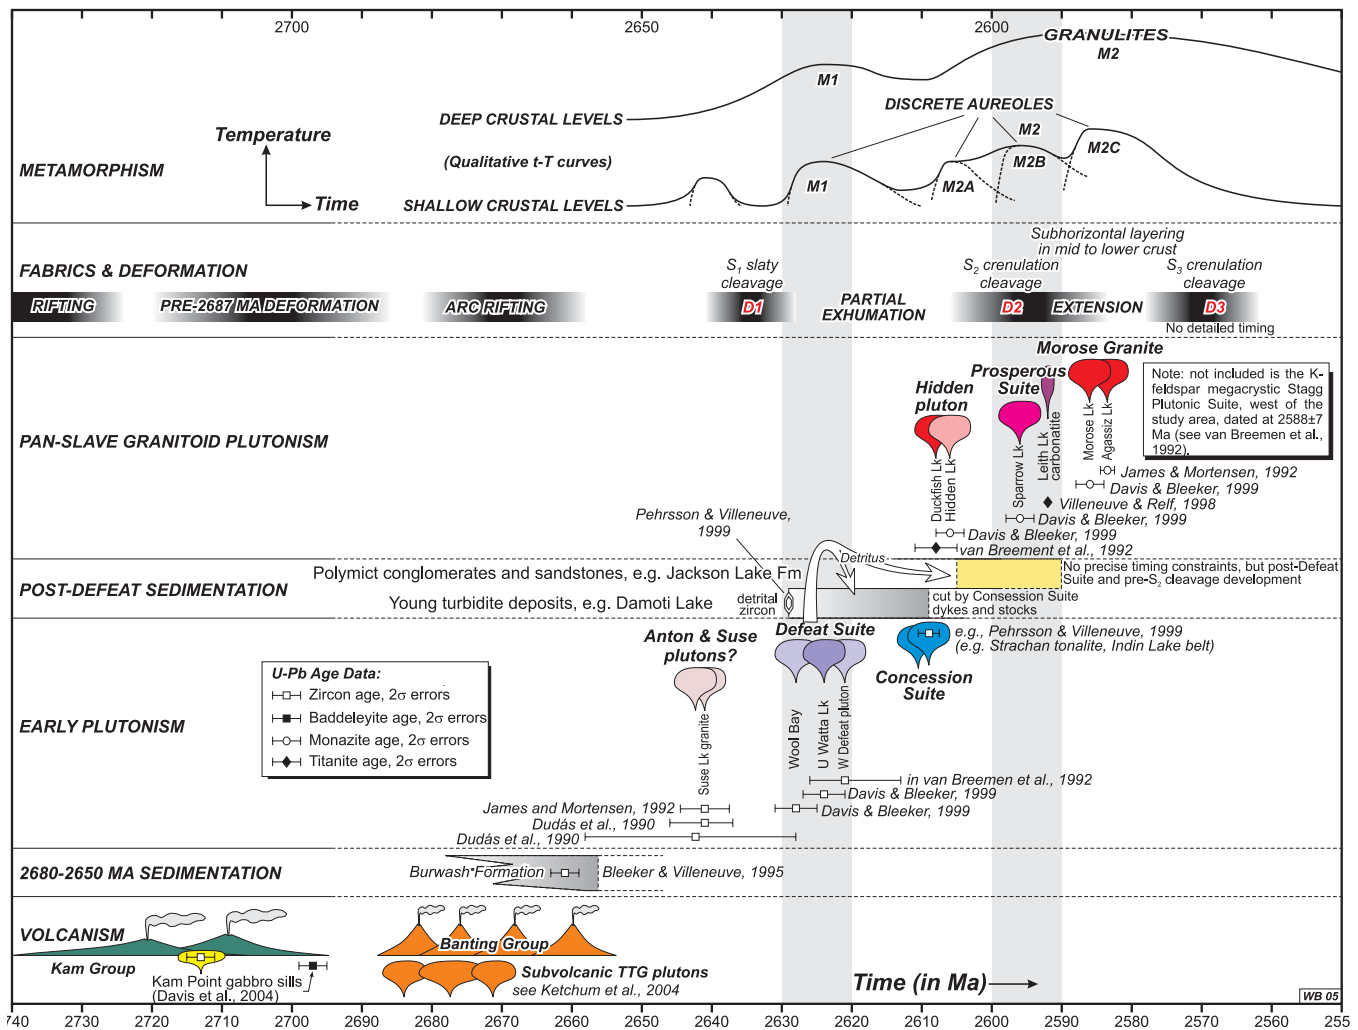 2700
2650
2600
GRANULITES
M2
M1
DISCRETE AUREOLES
DEEP CRUSTAL LEVELS
Temperature
M2
(Qualitative t-T curves)
M2B
M2C
METAMORPHISM
M1
M2A
Time
SHALLOW CRUSTAL LEVELS
Subhorizontal layering
in mid to lower crust
FABRICS & DEFORMATION
S1 slaty
cleavage
S2 crenulation
cleavage
S3 crenulation
cleavage
RIFTING
PRE-2687 MA DEFORMATION
ARC RIFTING
D1
PARTIAL
EXHUMATION
D2
EXTENSION
D3
No detailed timing
Morose Granite
Prosperous
Suite
Hidden
pluton
Note: not included is the K-
feldspar megacrystic Stagg
Plutonic Suite, west of the
study area, dated at 2588±7
Ma (see van Breemen et al.,
1992).
PAN-SLAVE GRANITOID PLUTONISM
Duckfish Lk
Hidden Lk
Sparrow Lk
Leith Lk
carbonatite
Morose Lk
Agassiz Lk
James & Mortensen, 1992
Davis & Bleeker, 1999
Villeneuve & Relf, 1998
Davis & Bleeker, 1999
Davis & Bleeker, 1999
van Breement et al., 1992
Pehrsson & Villeneuve,
1999
Detritus
POST-DEFEAT SEDIMENTATION
Polymict conglomerates and sandstones, e.g. Jackson Lake Fm
No precise timing constraints, but post-Defeat
Suite and pre-S2 cleavage development
Young turbidite deposits, e.g. Damoti Lake
detrital
zircon
cut by Consession Suite
dykes and stocks
Anton & Suse
plutons?
Defeat Suite
e.g., Pehrsson & Villeneuve, 1999
(e.g. Strachan tonalite, Indin Lake belt)
Concession
Suite
U-Pb Age Data:
Zircon age, 2σ errors
Baddeleyite age, 2σ errors
Monazite age, 2σ errors
Titanite age, 2σ errors
EARLY PLUTONISM
Suse Lk granite
Wool Bay
U Watta Lk
W Defeat pluton
in van Breemen et al., 1992
Davis & Bleeker, 1999
James and Mortensen, 1992
Davis & Bleeker, 1999
Dudás et al., 1990
Dudás et al., 1990
2680-2650 MA SEDIMENTATION
Burwash Formation
Bleeker & Villeneuve, 1995
VOLCANISM
Banting Group
Kam Group
Kam Point gabbro sills
(Davis et al., 2004)
Subvolcanic TTG plutons
see Ketchum et al., 2004
Time (in Ma)
WB 05
740
2730
2720
2710
2700
2690
2680
2670
2660
2650
2640
2630
2620
2610
2600
2590
2580
2570
2560
255